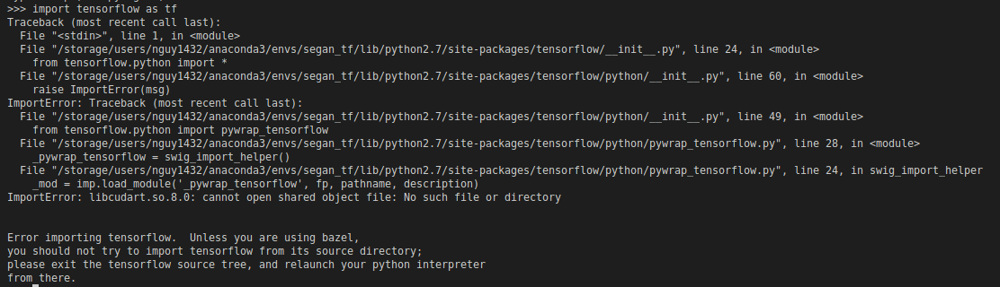 >>> import tensorflow as tf
Traceback (most recent call last):
  File "<stdin>", line 1, in <module>
  File "/storage/users/nguy1432/anaconda3/envs/segan_tf/lib/python2.7/site-packages/tensorflow/__init__.py", line 24, in <module>
    from tensorflow.python import *
  File "/storage/users/nguy1432/anaconda3/envs/segan_tf/lib/python2.7/site-packages/tensorflow/python/__init__.py", line 60, in <module>
    raise ImportError(msg)
ImportError: Traceback (most recent call last):
  File "/storage/users/nguy1432/anaconda3/envs/segan_tf/lib/python2.7/site-packages/tensorflow/python/__init__.py", line 49, in <module>
    from tensorflow.python import pywrap_tensorflow
  File "/storage/users/nguy1432/anaconda3/envs/segan_tf/lib/python2.7/site-packages/tensorflow/python/pywrap_tensorflow.py", line 28, in <module>
    _pywrap_tensorflow = swig_import_helper()
  File "/storage/users/nguy1432/anaconda3/envs/segan_tf/lib/python2.7/site-packages/tensorflow/python/pywrap_tensorflow.py", line 24, in swig_import_helper
    _mod = imp.load_module('_pywrap_tensorflow', fp, pathname, description)
ImportError: libcudart.so.8.0: cannot open shared object file: No such file or directory
Error importing tensorflow.  Unless you are using bazel,
you should not try to import tensorflow from its source directory;
please exit the tensorflow source tree, and relaunch your python interpreter
from there.